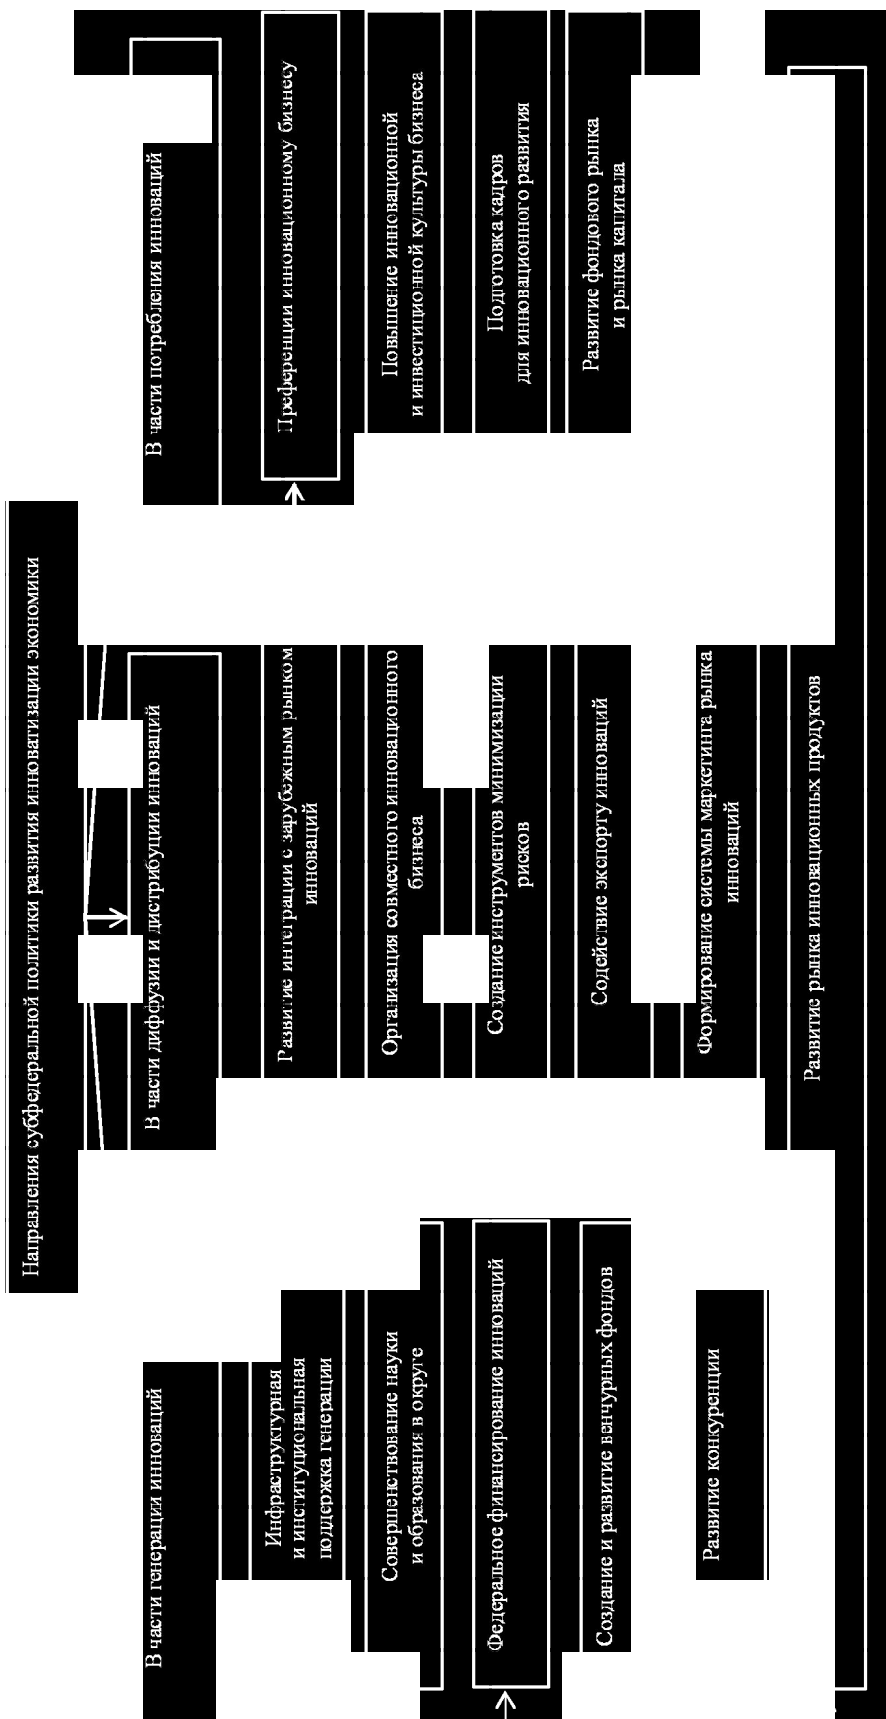 Направления субфедеральной политики развития инноватизации экономики
В части генерации инноваций
Инфраструктурная
и институциональная
поддержка генерации
Совершенствование науки
и образования в округе
Федеральное финансирование инноваций
Создание и развитие венчурных фондов
Развитие конкуренции
В части диффузии и дистрибуции инноваций
Развитие интеграции с зарубежным рынком
инноваций
Организация совместного инновационного
бизнеса
Создание инструментов минимизации
рисков
Содействие экспорту инноваций
Формирование системы маркетинга рынка
инноваций
Развитие рынка инновационных продуктов
В части потребления инноваций
Преференции инновационному бизнесу
Повышение инновационной
и инвестиционной культуры бизнеса
Подготовка кадров
для инновационного развития
Развитие фондового рынка
и рынка капитала